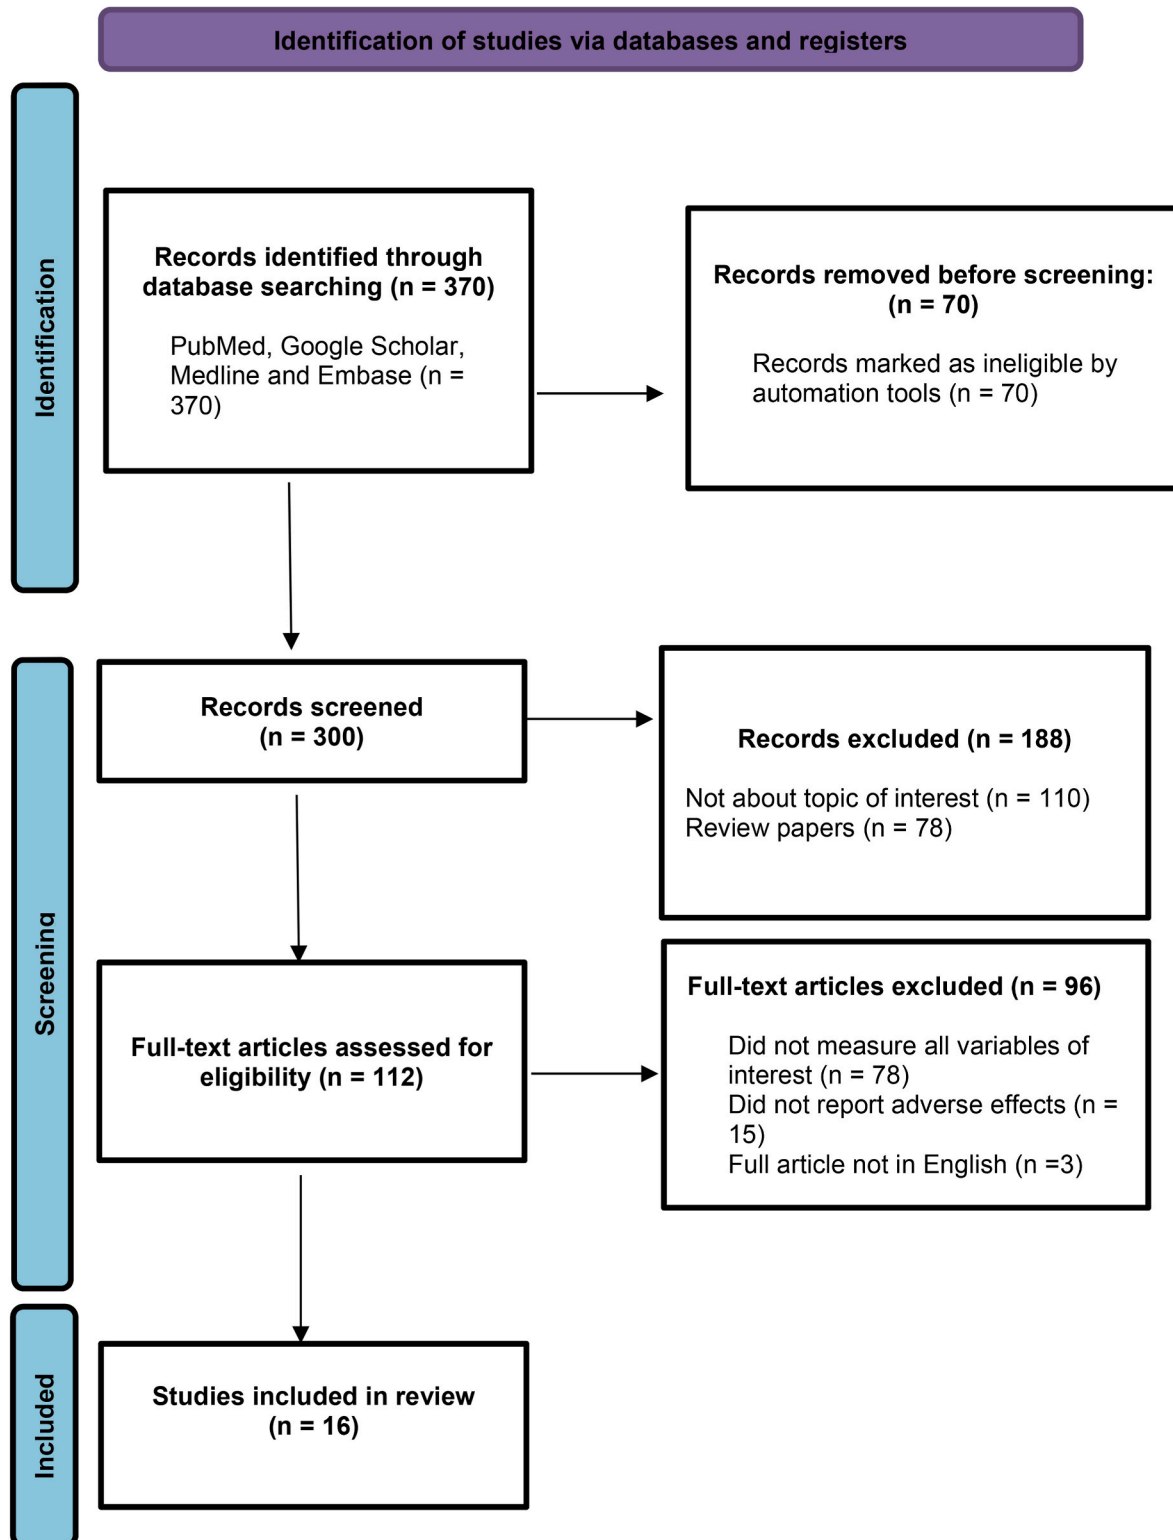 Identification of studies via databases and registers
Identification
Records identified through
database searching (n = 370)
PubMed, Google Scholar,
Medline and Embase (n =
370)
Records removed before screening:
(n = 70)
Records marked as ineligible by
automation tools (n = 70)
Screening
Records screened
(n = 300)
Records excluded (n = 188)
Not about topic of interest (n = 110)
Review papers (n = 78)
Full-text articles assessed for
eligibility (n = 112)
Full-text articles excluded (n = 96)
Did not measure all variables of
interest (n = 78)
Did not report adverse effects (n =
15)
Full article not in English (n =3)
Included
Studies included in review
(n = 16)